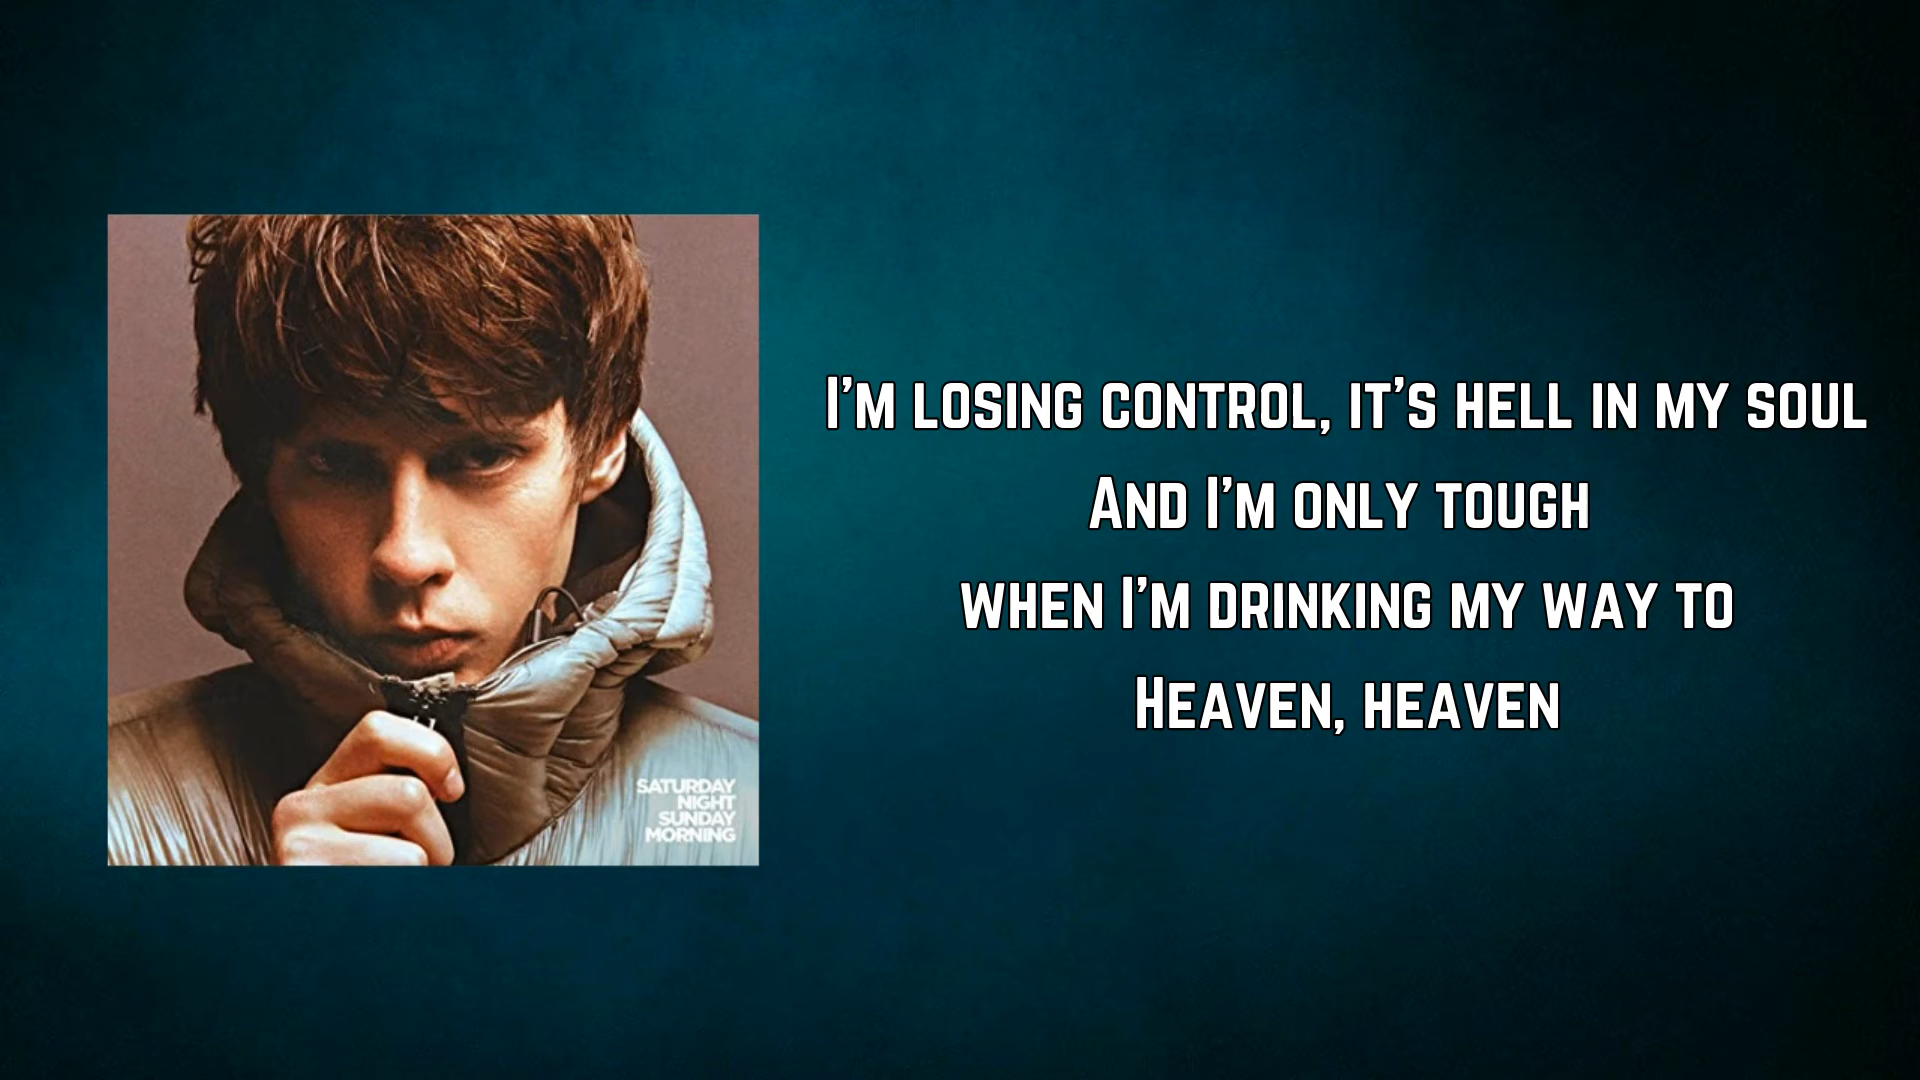 I'm losing control, it's hell in my soul
And I'm only tough
when I'm drinking my way to
Heaven, heaven
SATURDAY
NIGHT
SUNDAY
MORNING